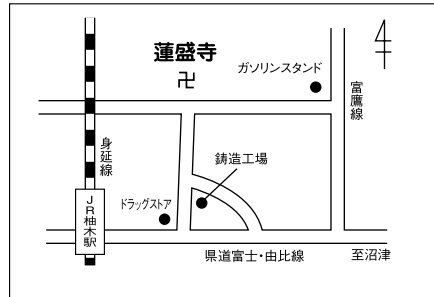 蓮盛寺
卍
ガソリンスタンド
富鷹線
身延線
鋳造工場
JR柚木駅
ドラッグストア
県道富士・由比線
至沼津